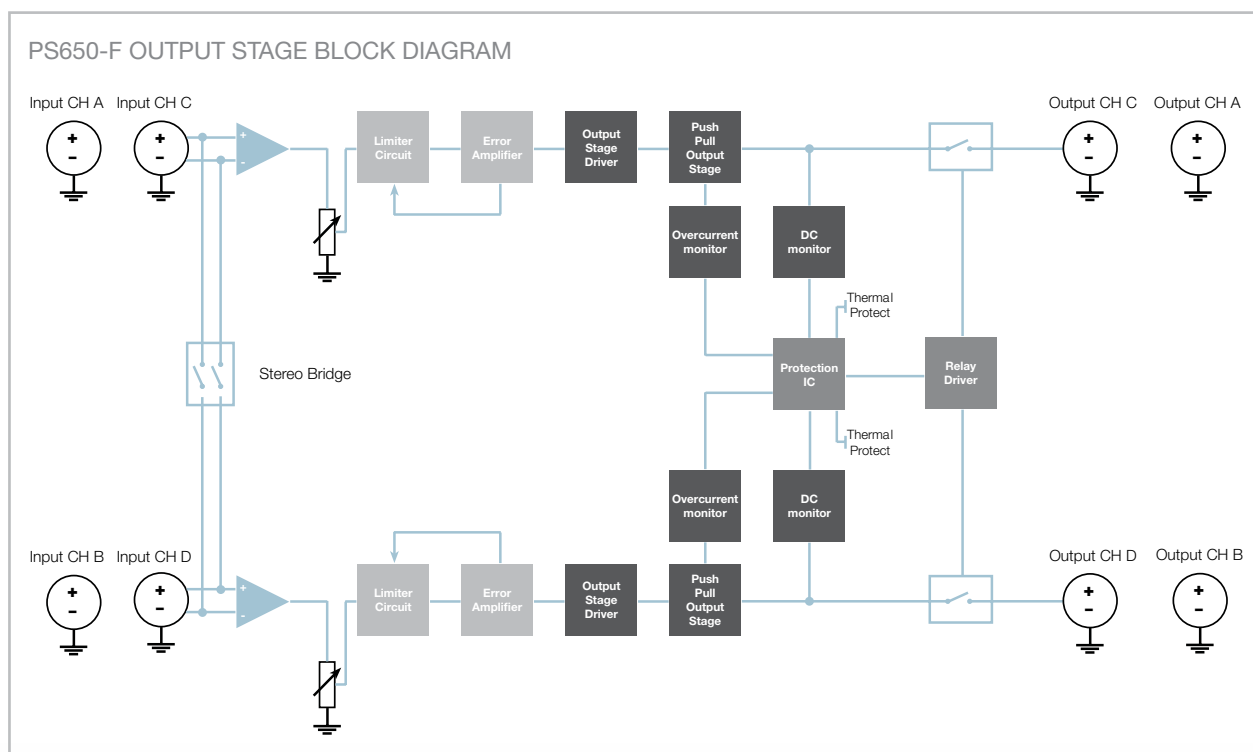 PS650-F OUTPUT STAGE BLOCK DIAGRAM
Input CH A
Input CH C
Output CH C
Output CH A
+
-
+
-
+
-
Limiter
Circuit
Error
Amplifier
Output
Stage
Driver
Push
Pull
Output
Stage
+
-
+
-
Overcurrent
monitor
DC
monitor
Thermal
Protect
Stereo Bridge
Protection
IC
Relay
Driver
Thermal
Protect
Overcurrent
monitor
DC
monitor
Input CH B
Input CH D
Output CH D
Output CH B
+
-
+
-
+
-
Limiter
Circuit
Error
Amplifier
Output
Stage
Driver
Push
Pull
Output
Stage
+
-
+
-